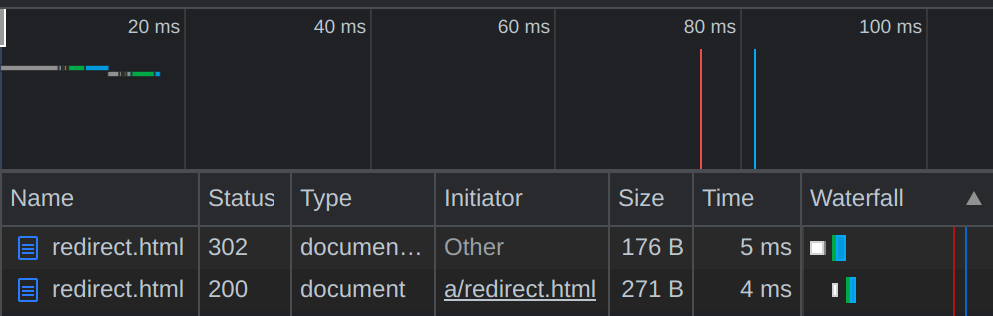 20 ms 40 ms 60 ms 80 ms 100 ms
Name Status Type Initiator Size Time Waterfall
redirect.html 302 documen… Other 176 B 5 ms
redirect.html 200 document a/redirect.html 271 B 4 ms